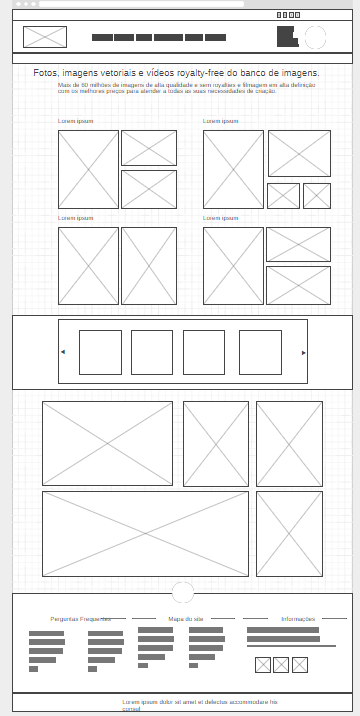 Fotos, imagens vetoriais e vídeos royalty-free do banco de imagens.
Mais de 60 milhões de imagens de alta qualidade e sem royalties e filmagem em alta definição
com os melhores preços para atender a todas as suas necessidades de criação.
Lorem ipsum
Lorem ipsum
Lorem ipsum
Lorem ipsum
Perguntas Frequentes
Mapa do site
Informações
Lorem ipsum dolor sit amet et delectus accommodare his
consul